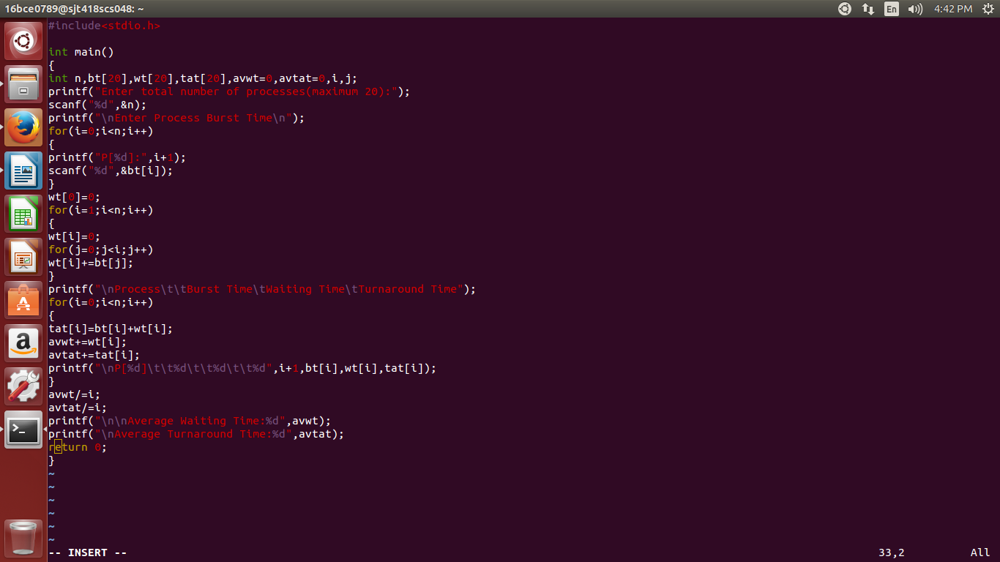 16bce0789@sjt418scs048: ~
En
4:42 PM
#include<stdio.h>
int main()
{
int n,bt[20],wt[20],tat[20],avwt=0,avtat=0,i,j;
printf("Enter total number of processes(maximum 20):");
scanf("%d",&n);
printf("\nEnter Process Burst Time\n");
for(i=0;i<n;i++)
{
printf("P[%d]:",i+1);
scanf("%d",&bt[i]);
}
wt[0]=0;
for(i=1;i<n;i++)
{
wt[i]=0;
for(j=0;j<i;j++)
wt[i]+=bt[j];
}
printf("\nProcess\t\tBurst Time\tWaiting Time\tTurnaround Time");
for(i=0;i<n;i++)
{
tat[i]=bt[i]+wt[i];
avwt+=wt[i];
avtat+=tat[i];
printf("\nP[%d]\t\t%d\t\t%d\t\t%d",i+1,bt[i],wt[i],tat[i]);
}
avwt/=i;
avtat/=i;
printf("\n\nAverage Waiting Time:%d",avwt);
printf("\nAverage Turnaround Time:%d",avtat);
return 0;
}
~
~
~
~
~
~
-- INSERT --
33,2
All